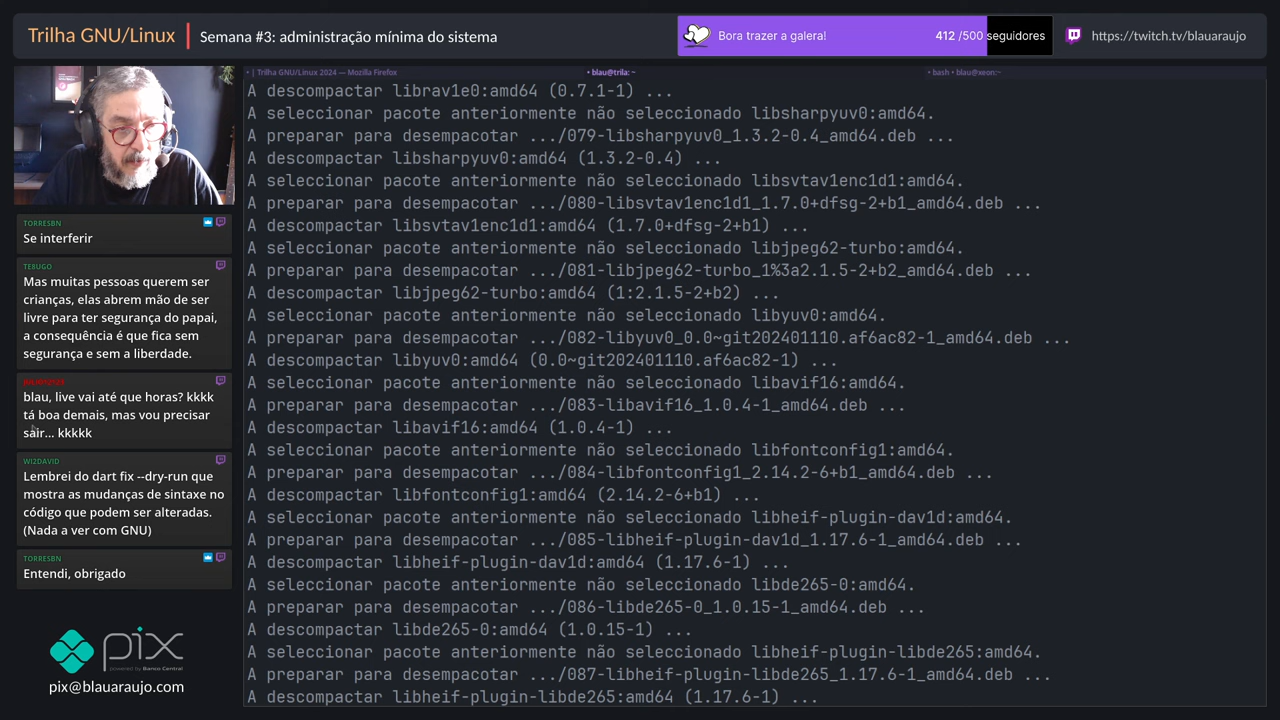 Trilha GNU/Linux
Semana #3: administração mínima do sistema
Bora trazer a galera!
412 /500 seguidores
https://twitch.tv/blauaraujo
| Trilha GNU/Linux 2024 — Mozilla Firefox
• blau@trila: ~
• bash • blau@xeon:~
TORRESBN
Se interferir
TEBUGO
Mas muitas pessoas querem ser
crianças, elas abrem mão de ser
livre para ter segurança do papai,
a consequência é que fica sem
segurança e sem a liberdade.
blau, live vai até que horas? kkkk
tá boa demais, mas vou precisar
sair... kkkkk
WI2DAVID
Lembrei do dart fix --dry-run que
mostra as mudanças de sintaxe no
código que podem ser alteradas.
(Nada a ver com GNU)
TORRESBN
Entendi, obrigado
pix
powered by Banco Central
pix@blauaraujo.com
A descompactar librav1e0:amd64 (0.7.1-1) ...
A seleccionar pacote anteriormente não seleccionado libsharpyuv0:amd64.
A preparar para desempacotar .../079-libsharpyuv0_1.3.2-0.4_amd64.deb ...
A descompactar libsharpyuv0:amd64 (1.3.2-0.4) ...
A seleccionar pacote anteriormente não seleccionado libsvtav1enc1d1:amd64.
A preparar para desempacotar .../080-libsvtav1enc1d1_1.7.0+dfsg-2+b1_amd64.deb ...
A descompactar libsvtav1enc1d1:amd64 (1.7.0+dfsg-2+b1) ...
A seleccionar pacote anteriormente não seleccionado libjpeg62-turbo:amd64.
A preparar para desempacotar .../081-libjpeg62-turbo_1%3a2.1.5-2+b2_amd64.deb ...
A descompactar libjpeg62-turbo:amd64 (1:2.1.5-2+b2) ...
A seleccionar pacote anteriormente não seleccionado libyuv0:amd64.
A preparar para desempacotar .../082-libyuv0_0.0~git202401110.af6ac82-1_amd64.deb ...
A descompactar libyuv0:amd64 (0.0~git202401110.af6ac82-1) ...
A seleccionar pacote anteriormente não seleccionado libavif16:amd64.
A preparar para desempacotar .../083-libavif16_1.0.4-1_amd64.deb ...
A descompactar libavif16:amd64 (1.0.4-1) ...
A seleccionar pacote anteriormente não seleccionado libfontconfig1:amd64.
A preparar para desempacotar .../084-libfontconfig1_2.14.2-6+b1_amd64.deb ...
A descompactar libfontconfig1:amd64 (2.14.2-6+b1) ...
A seleccionar pacote anteriormente não seleccionado libheif-plugin-dav1d:amd64.
A preparar para desempacotar .../085-libheif-plugin-dav1d_1.17.6-1_amd64.deb ...
A descompactar libheif-plugin-dav1d:amd64 (1.17.6-1) ...
A seleccionar pacote anteriormente não seleccionado libde265-0:amd64.
A preparar para desempacotar .../086-libde265-0_1.0.15-1_amd64.deb ...
A descompactar libde265-0:amd64 (1.0.15-1) ...
A seleccionar pacote anteriormente não seleccionado libheif-plugin-libde265:amd64.
A preparar para desempacotar .../087-libheif-plugin-libde265_1.17.6-1_amd64.deb ...
A descompactar libheif-plugin-libde265:amd64 (1.17.6-1) ...